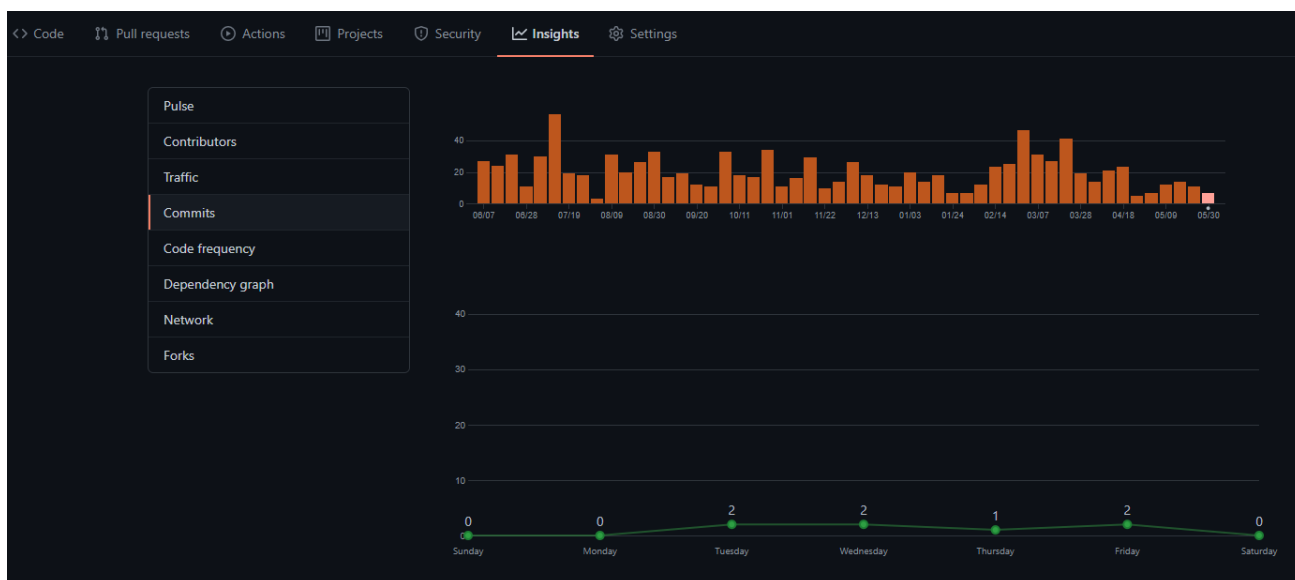 <> Code Pull requests Actions Projects Security Insights Settings
Pulse
Contributors
Traffic
Commits
Code frequency
Dependency graph
Network
Forks
40
20
0
06/07 06/28 07/19 08/09 08/30 09/20 10/11 11/01 11/22 12/13 01/03 01/24 02/14 03/07 03/28 04/18 05/09 05/30
40
30
20
10
0
0 0 2 2 1 2 0
Sunday Monday Tuesday Wednesday Thursday Friday Saturday